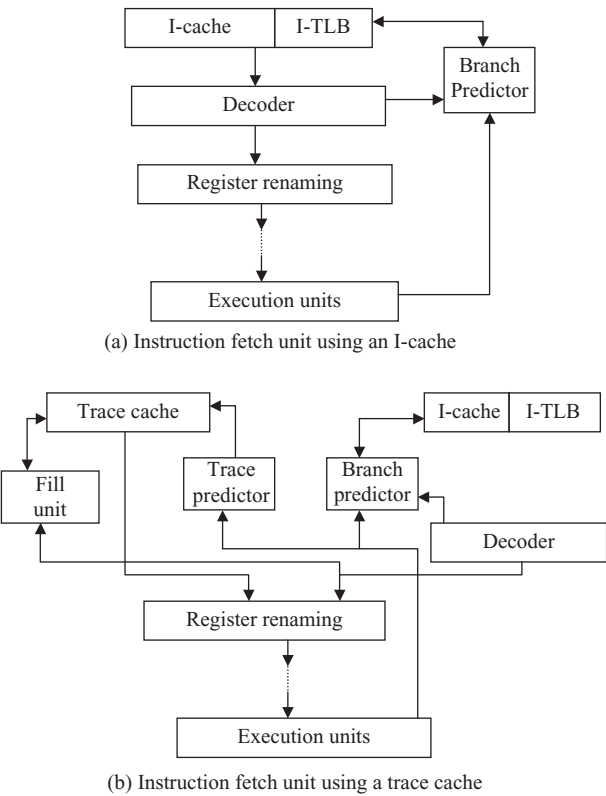 I-cache
I-TLB
Branch
Predictor
Decoder
Register renaming
Execution units
(a) Instruction fetch unit using an I-cache
Trace cache
I-cache
I-TLB
Trace
predictor
Branch
predictor
Fill
unit
Decoder
Register renaming
Execution units
(b) Instruction fetch unit using a trace cache